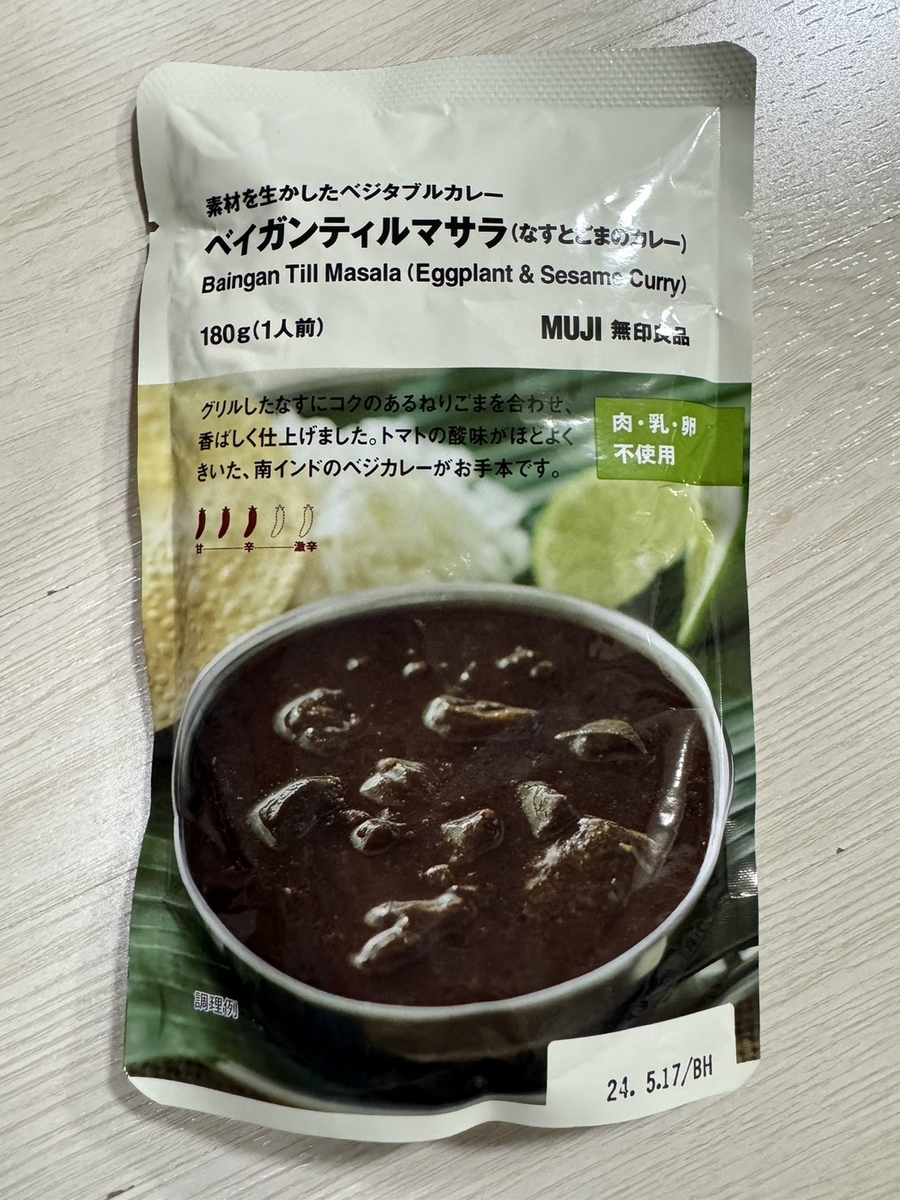 素材を生かしたベジタブルカレー
ベイガンティルマサラ(なすとごまのカレー)
Baingan Till Masala (Eggplant & Sesame Curry)
180g(1人前)
MUJI 無印良品
グリルしたなすにコクのあるねりごまを合わせ、
香ばしく仕上げました。トマトの酸味がほどよく
きいた、南インドのベジカレーがお手本です。
肉・乳・卵
不使用
甘 辛 激辛
調理例
24. 5.17/BH